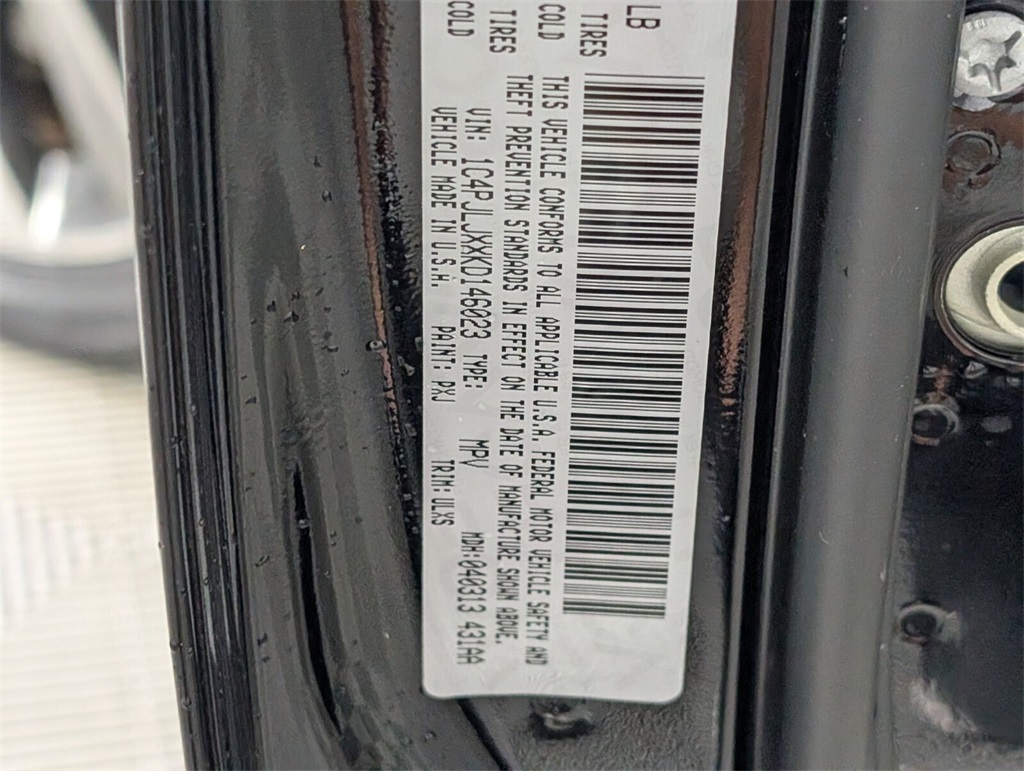 LB
TIRES
COLD
TIRES
COLD
THIS VEHICLE CONFORMS TO ALL APPLICABLE U.S.A. FEDERAL MOTOR VEHICLE SAFETY AND
THEFT PREVENTION STANDARDS IN EFFECT ON THE DATE OF MANUFACTURE SHOWN ABOVE.
VIN: 1C4PJLJXXKD146023 TYPE: MPV MDH:040313 431AA
VEHICLE MADE IN U.S.A. PAINT: PXJ TRIM:ULXS